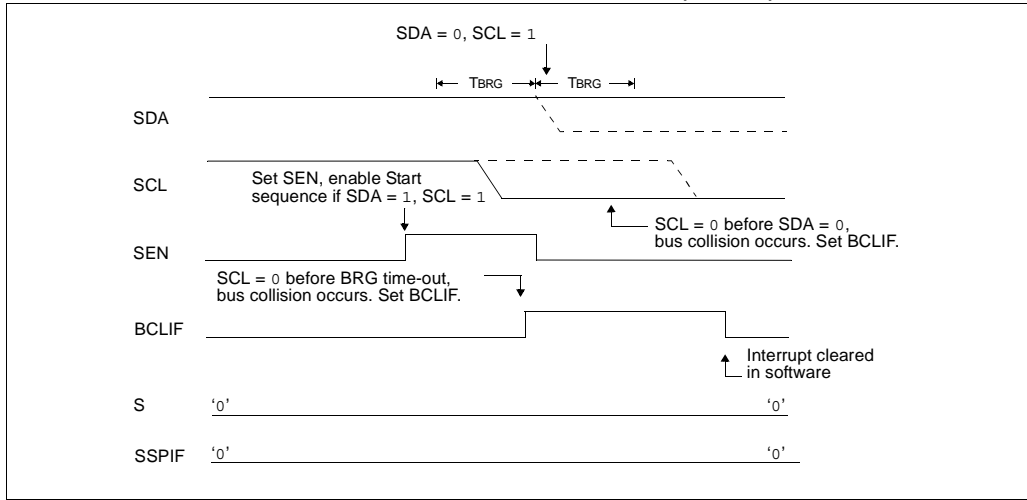 SDA = 0, SCL = 1
TBRG TBRG
SDA
SCL
Set SEN, enable Start
sequence if SDA = 1, SCL = 1
SCL = 0 before SDA = 0,
bus collision occurs. Set BCLIF.
SEN
SCL = 0 before BRG time-out,
bus collision occurs. Set BCLIF.
BCLIF
Interrupt cleared
in software
S ‘0’ ‘0’
SSPIF ‘0’ ‘0’